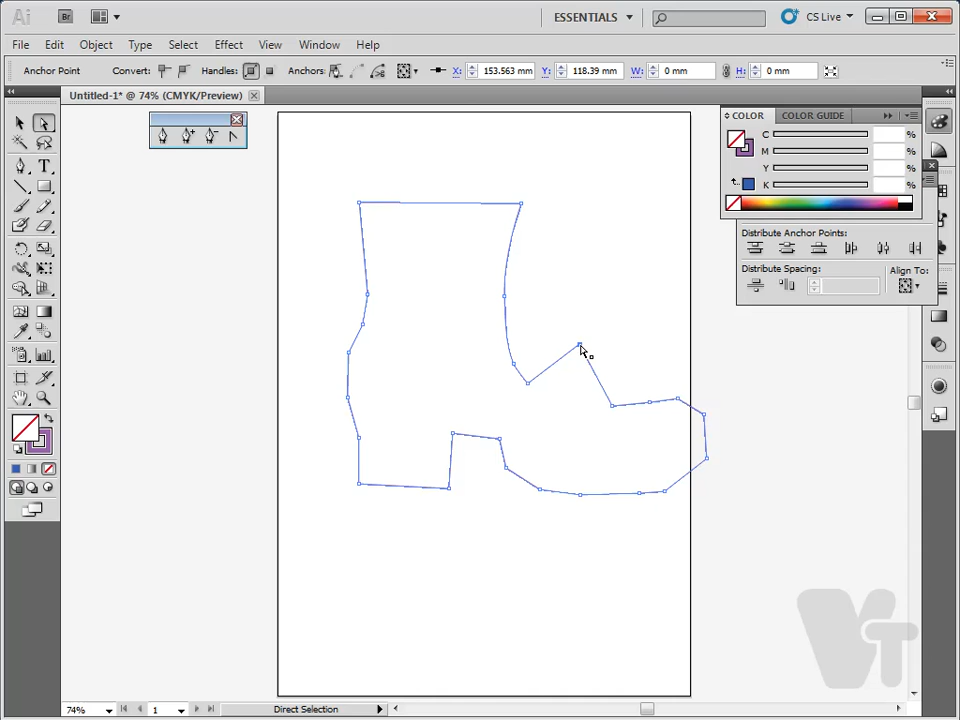 Ai Br ESSENTIALS CS Live
File Edit Object Type Select Effect View Window Help
Anchor Point Convert: Handles: Anchors: X: 153.563 mm Y: 118.39 mm W: 0 mm H: 0 mm
Untitled-1* @ 74% (CMYK/Preview)
COLOR COLOR GUIDE
C %
M %
Y %
K %
T
Distribute Anchor Points:
Distribute Spacing: Align To:
VT
74% 1 Direct Selection